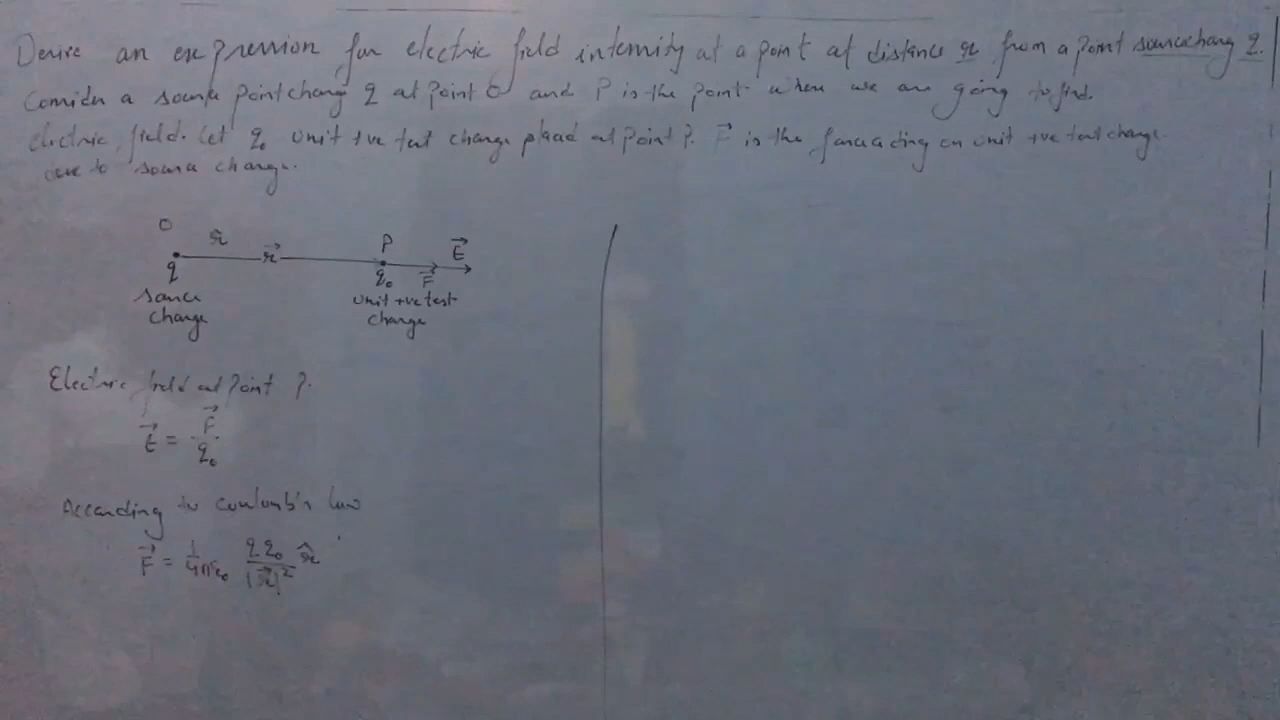 Derive an expression for electric field intensity at a point at distance r from a point source charge q.
Consider a source point charge q at point O and P is the point where we are going to find
electric field. Let q₀ unit +ve test charge placed at point P. F⃗ is the force acting on unit +ve test charge
due to source charge.
O r P E⃗
r⃗
q q₀ F⃗
source unit +ve test
charge charge
Electric field at point P.
E⃗ = F⃗ / q₀
According to coulomb's law
F⃗ = 1/4πε₀ qq₀/|r⃗|² r̂